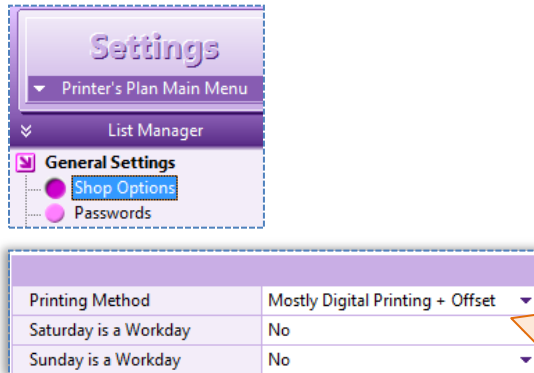 Settings
Printer's Plan Main Menu
List Manager
General Settings
Shop Options
Passwords
Printing Method Mostly Digital Printing + Offset
Saturday is a Workday No
Sunday is a Workday No